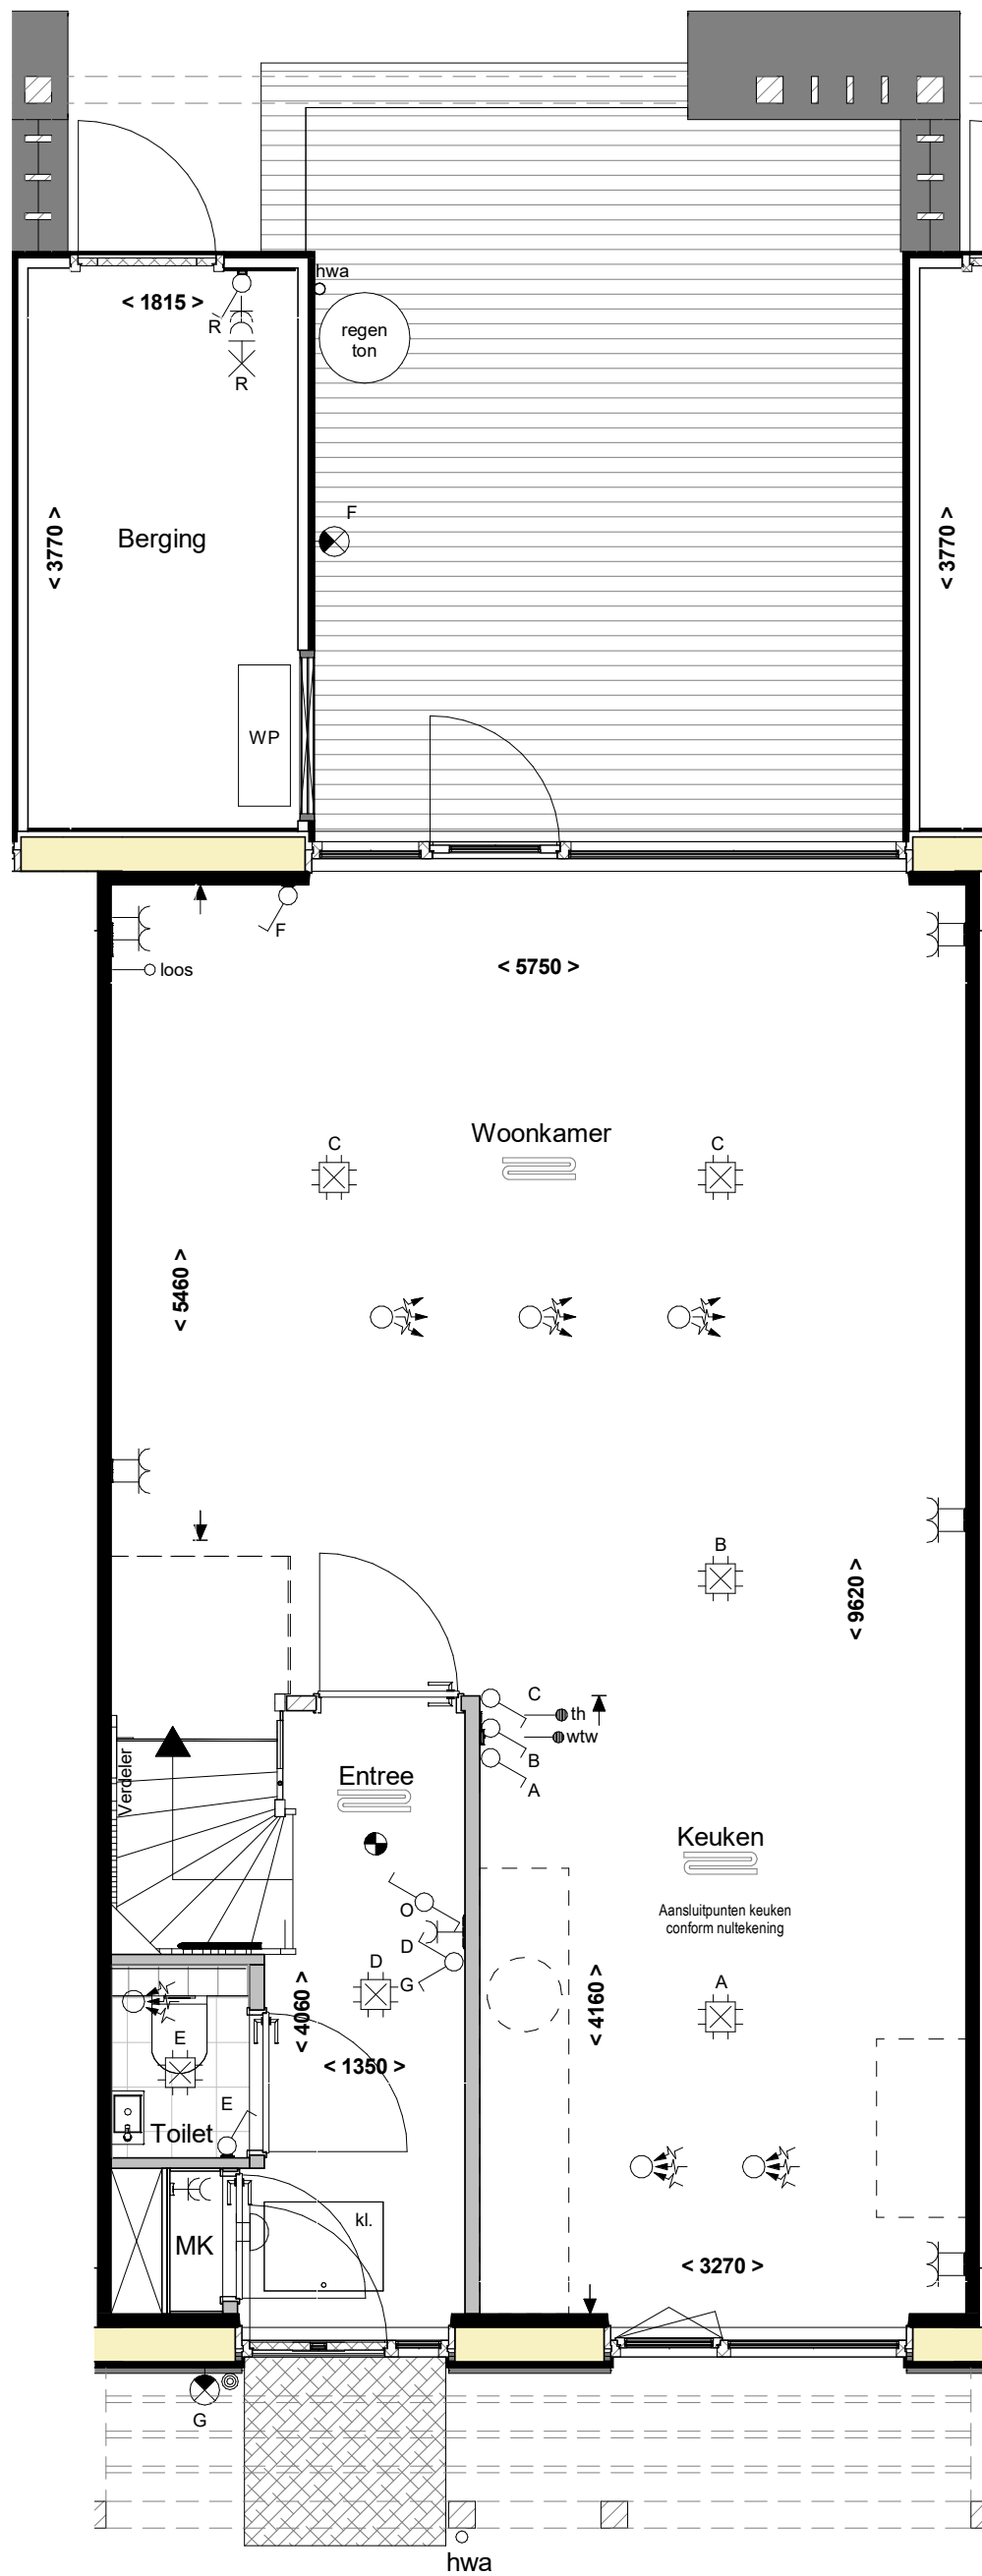 hwa
< 1815 >
R
regen
ton
R
F
< 3770 >
Berging
< 3770 >
WP
F
loos
< 5750 >
Woonkamer
C
C
< 5460 >
B
< 9620 >
C
th
wtw
B
A
Verdeler
Entree
Keuken
Aansluitpunten keuken
conform nultekening
O
D
G
D
A
< 4060 >
< 4160 >
E
< 1350 >
E
Toilet
kl.
MK
< 3270 >
G
hwa